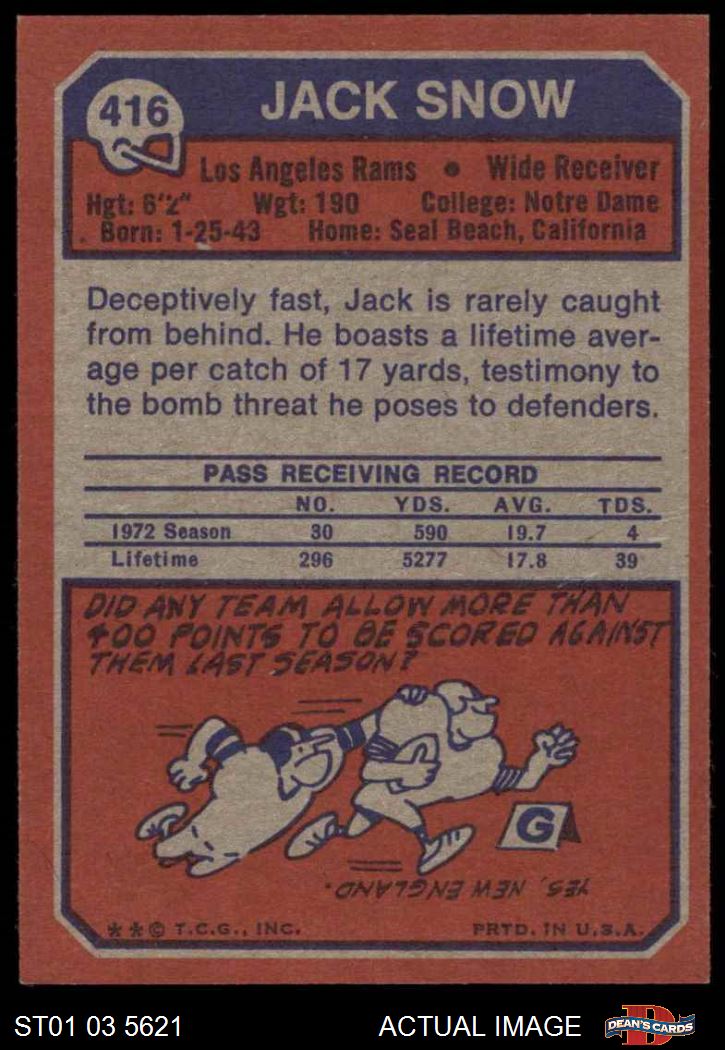 416
JACK SNOW
Los Angeles Rams • Wide Receiver
Hgt: 6'2" Wgt: 190 College: Notre Dame
Born: 1-25-43 Home: Seal Beach, California
Deceptively fast, Jack is rarely caught
from behind. He boasts a lifetime aver-
age per catch of 17 yards, testimony to
the bomb threat he poses to defenders.
PASS RECEIVING RECORD
NO. YDS. AVG. TDS.
1972 Season 30 590 19.7 4
Lifetime 296 5277 17.8 39
DID ANY TEAM ALLOW MORE THAN
400 POINTS TO BE SCORED AGAINST
THEM LAST SEASON?
G
YES, NEW ENGLAND.
** © T.C.G., INC. PRTD. IN U.S.A.
ST01 03 5621 ACTUAL IMAGE D DEAN'S CARDS